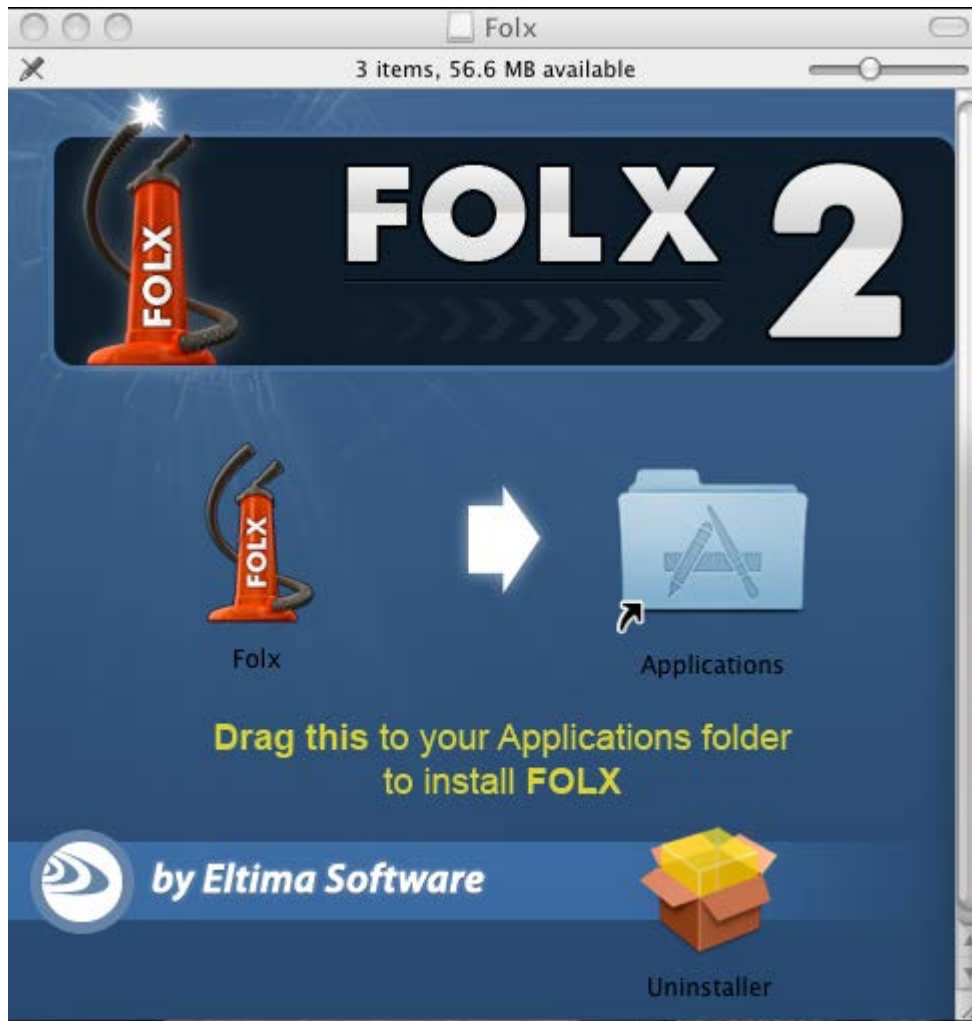 Folx
3 items, 56.6 MB available
FOLX
FOLX 2
FOLX
Folx
Applications
Drag this to your Applications folder
to install FOLX
by Eltima Software
Uninstaller